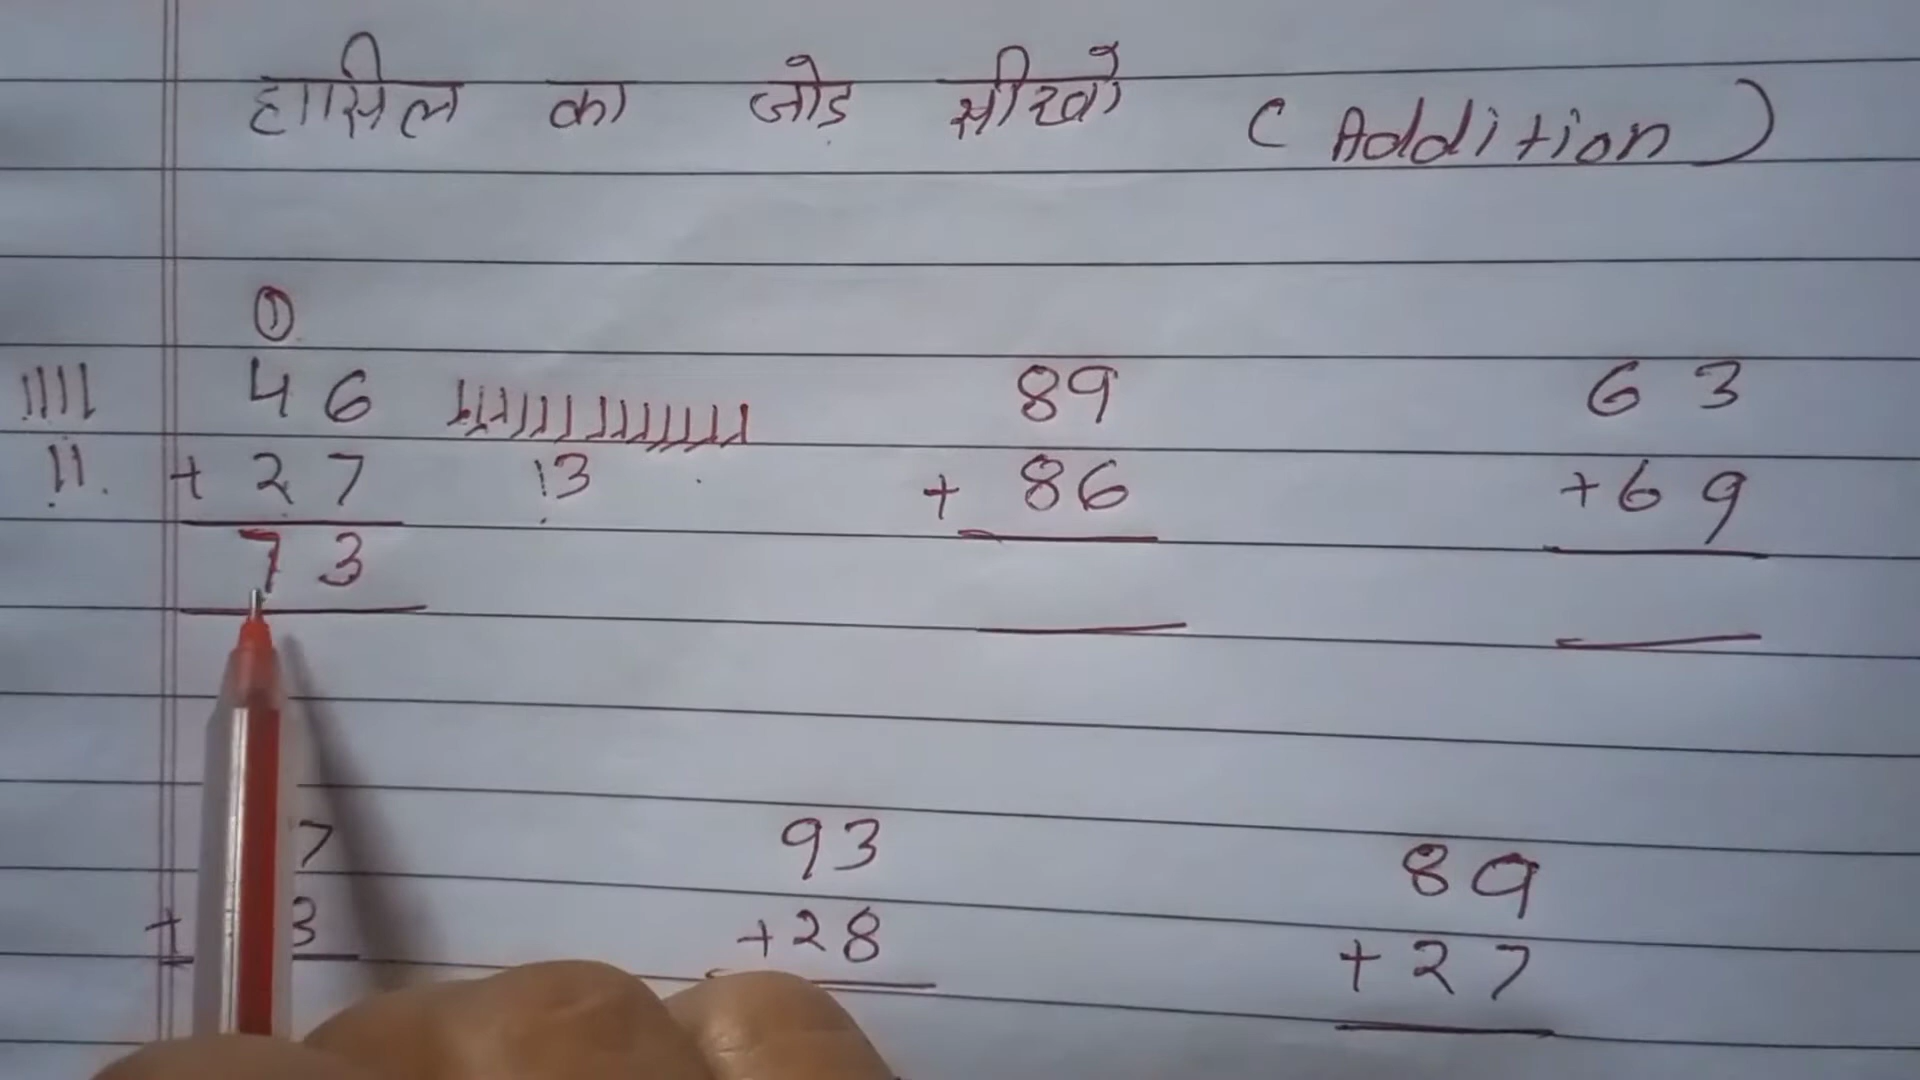 हासिल का जोड़ सीखो (Addition)
①
46 89 63
+ 27 13 + 86 +69
73
7 93 89
+ 3 +28 +27